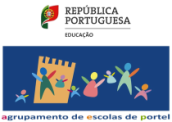 REPÚBLICA
PORTUGUESA
EDUCAÇÃO
agrupamento de escolas de portel